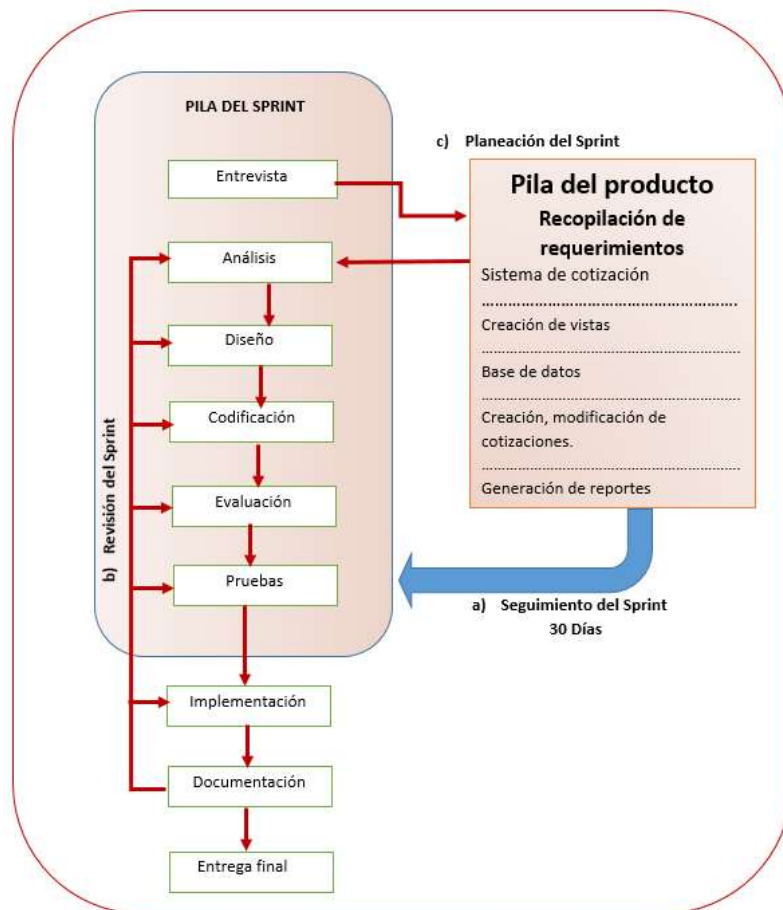 PILA DEL SPRINT
Entrevista
Análisis
Diseño
Codificación
Evaluación
Pruebas
Implementación
Documentación
Entrega final
b) Revisión del Sprint
c) Planeación del Sprint
Pila del producto
Recopilación de
requerimientos
Sistema de cotización
Creación de vistas
Base de datos
Creación, modificación de
cotizaciones.
Generación de reportes
a) Seguimiento del Sprint
30 Días